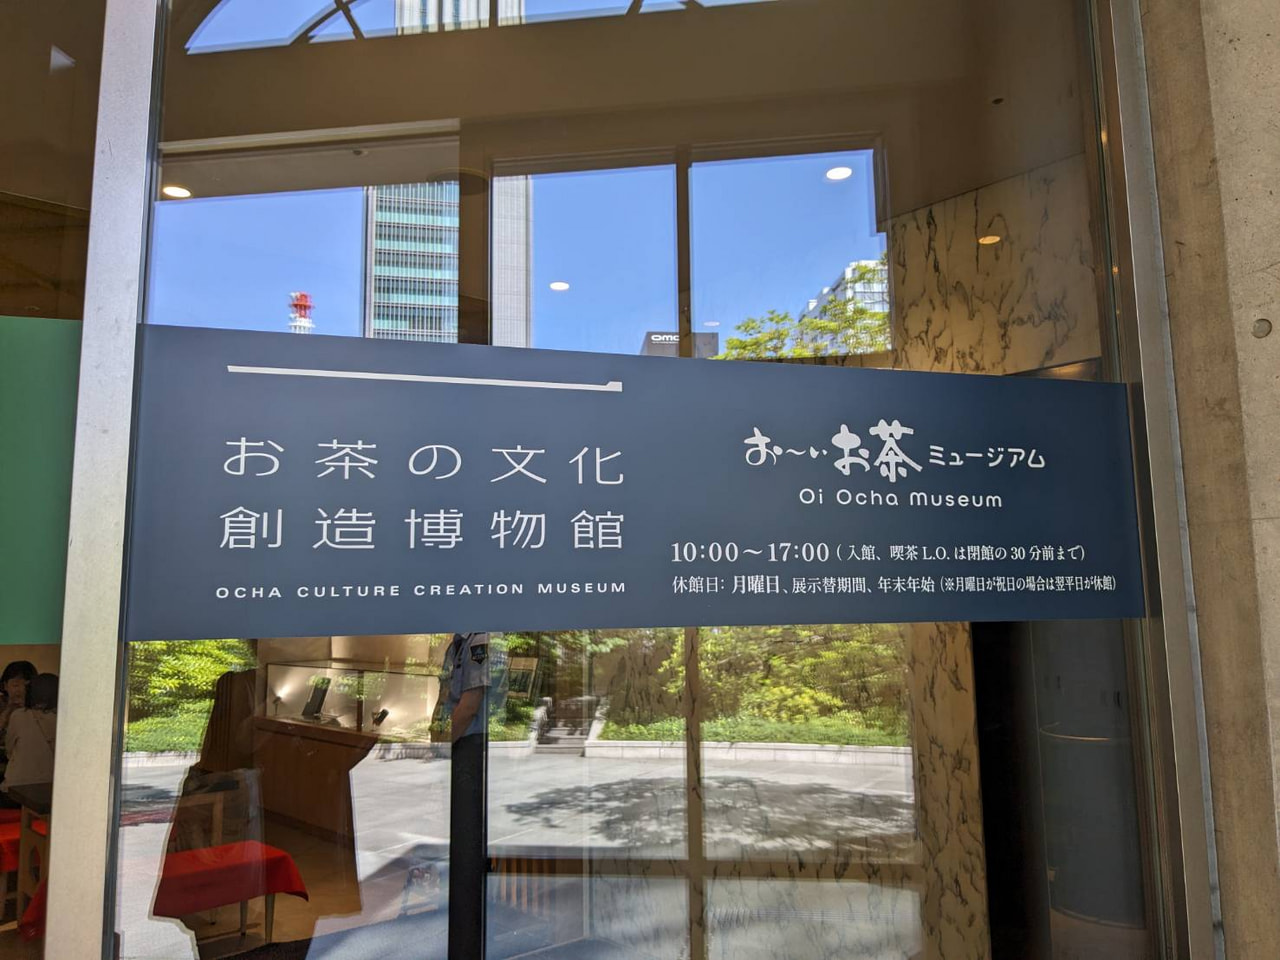 お茶の文化
創造博物館
OCHA CULTURE CREATION MUSEUM
お〜いお茶ミュージアム
Oi Ocha Museum
10:00〜17:00(入館、喫茶L.O.は閉館の30分前まで)
休館日:月曜日、展示替期間、年末年始(※月曜日が祝日の場合は翌平日が休館)